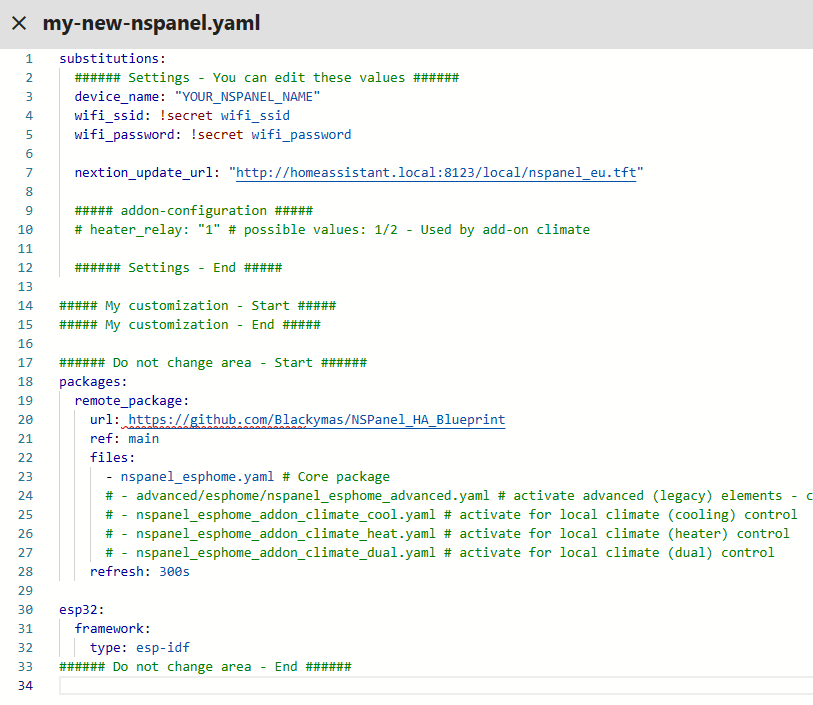 my-new-nspanel.yaml
1 substitutions:
2 ###### Settings - You can edit these values ######
3 device_name: "YOUR_NSPANEL_NAME"
4 wifi_ssid: !secret wifi_ssid
5 wifi_password: !secret wifi_password
6
7 nextion_update_url: "http://homeassistant.local:8123/local/nspanel_eu.tft"
8
9 ##### addon-configuration #####
10 # heater_relay: "1" # possible values: 1/2 - Used by add-on climate
11
12 ###### Settings - End #####
13
14 ##### My customization - Start #####
15 ##### My customization - End #####
16
17 ###### Do not change area - Start ######
18 packages:
19 remote_package:
20 url: https://github.com/Blackymas/NSPanel_HA_Blueprint
21 ref: main
22 files:
23 - nspanel_esphome.yaml # Core package
24 # - advanced/esphome/nspanel_esphome_advanced.yaml # activate advanced (legacy) elements - c
25 # - nspanel_esphome_addon_climate_cool.yaml # activate for local climate (cooling) control
26 # - nspanel_esphome_addon_climate_heat.yaml # activate for local climate (heater) control
27 # - nspanel_esphome_addon_climate_dual.yaml # activate for local climate (dual) control
28 refresh: 300s
29
30 esp32:
31 framework:
32 type: esp-idf
33 ###### Do not change area - End ######
34